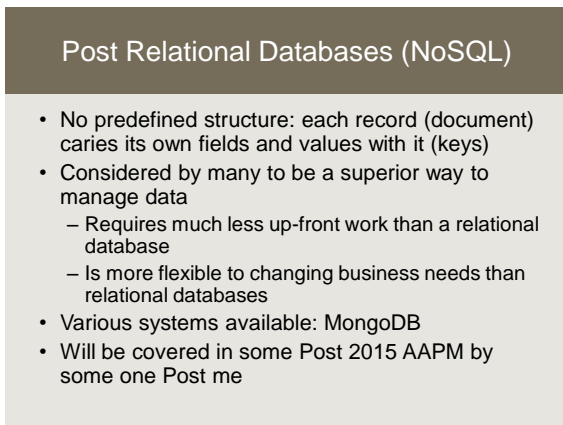 Post Relational Databases (NoSQL)
• No predefined structure: each record (document)
caries its own fields and values with it (keys)
• Considered by many to be a superior way to
manage data
– Requires much less up-front work than a relational
database
– Is more flexible to changing business needs than
relational databases
• Various systems available: MongoDB
• Will be covered in some Post 2015 AAPM by
some one Post me